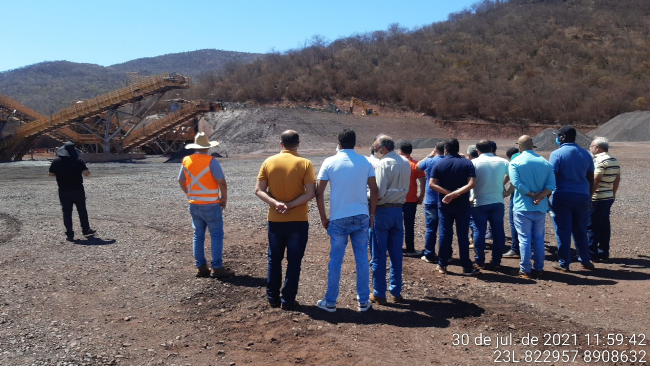 30 de jul. de 2021 11:59:42
23L 822957 8908632